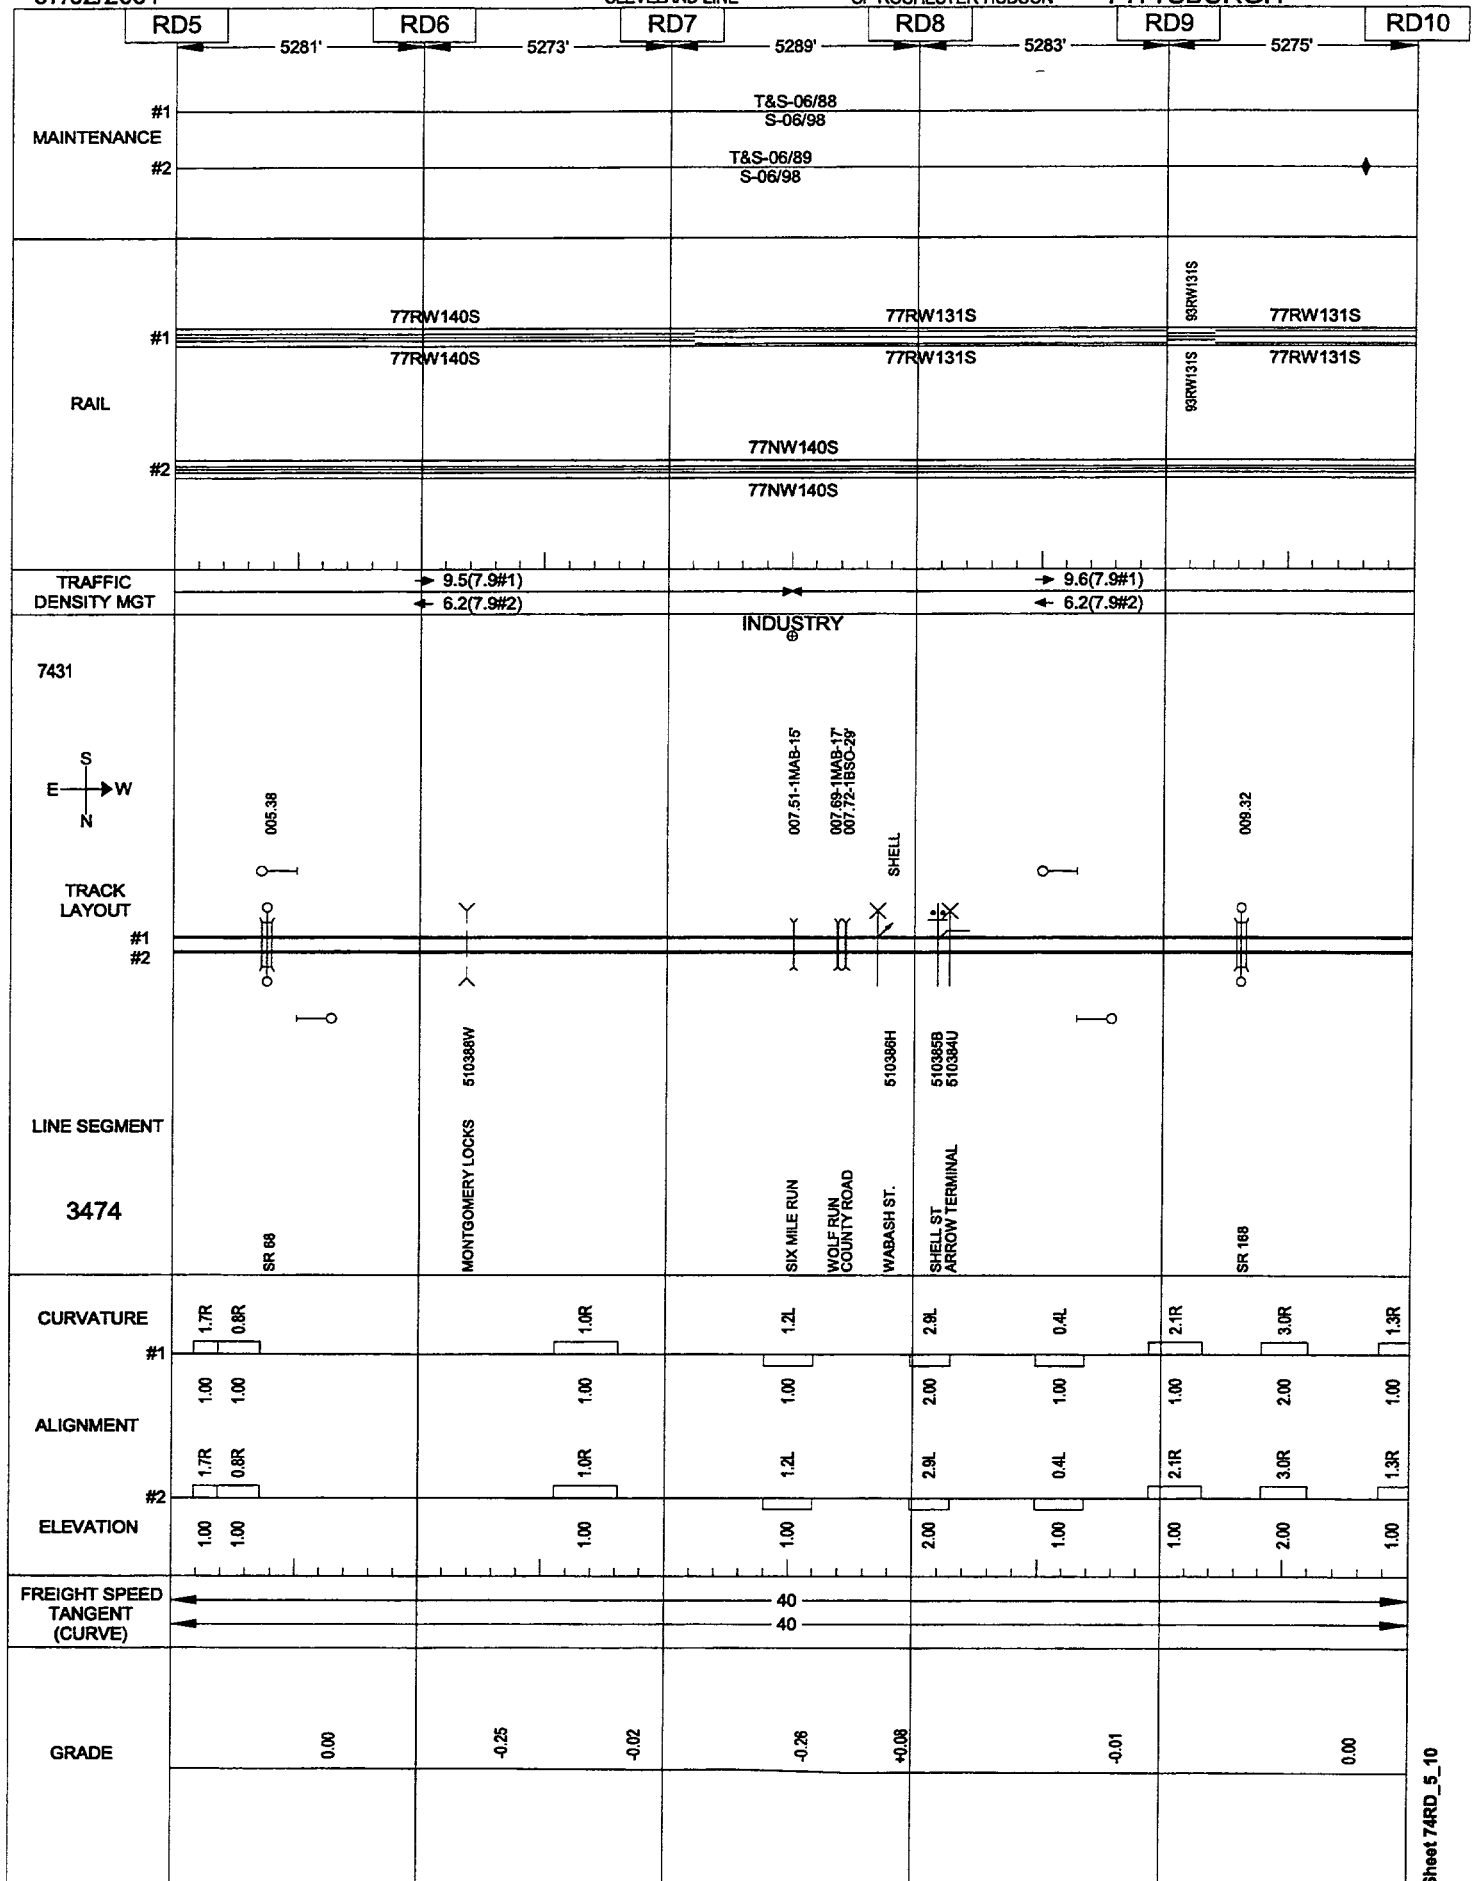 RD5 RD6 RD7 RD8 RD9 RD10
5281' 5273' 5289' 5283' 5275'
#1
T&S-06/88
S-06/98
MAINTENANCE
#2
T&S-06/89
S-06/98
93RW131S
77RW140S 77RW131S 77RW131S
#1
77RW140S 77RW131S 77RW131S
93RW131S
RAIL
77NW140S
#2
77NW140S
TRAFFIC
DENSITY MGT
9.5(7.9#1) 9.6(7.9#1)
6.2(7.9#2) 6.2(7.9#2)
INDUSTRY
7431
S
E W
N
005.38
007.51-1MAB-15'
007.69-1MAB-17'
007.72-1BSO-29'
SHELL
009.32
TRACK
LAYOUT
#1
#2
510388W
510386H
510385B
510384U
LINE SEGMENT
3474
SR 68
MONTGOMERY LOCKS
SIX MILE RUN
WOLF RUN
COUNTY ROAD
WABASH ST.
SHELL ST
ARROW TERMINAL
SR 168
CURVATURE
1.7R 0.8R 1.0R 1.2L 2.9L 0.4L 2.1R 3.0R 1.3R
#1
1.00 1.00 1.00 1.00 2.00 1.00 1.00 2.00 1.00
ALIGNMENT
1.7R 0.8R 1.0R 1.2L 2.9L 0.4L 2.1R 3.0R 1.3R
#2
ELEVATION
1.00 1.00 1.00 1.00 2.00 1.00 1.00 2.00 1.00
FREIGHT SPEED
TANGENT
(CURVE)
40
40
GRADE
0.00 -0.25 -0.02 -0.26 +0.08 -0.01 0.00
Sheet 74RD_5_10